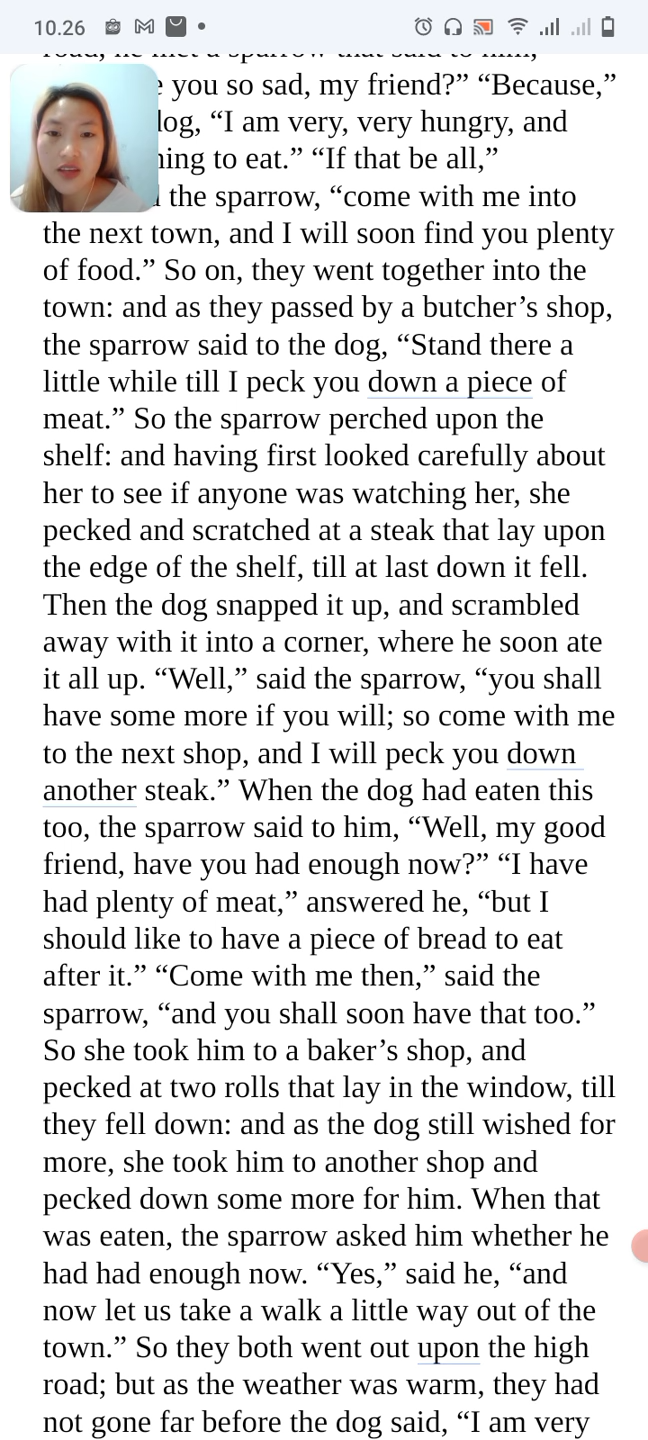 10.26
road, he met a sparrow that said to him,
you so sad, my friend?” “Because,”
dog, “I am very, very hungry, and
to eat.” “If that be all,”
the sparrow, “come with me into
the next town, and I will soon find you plenty
of food.” So on, they went together into the
town: and as they passed by a butcher’s shop,
the sparrow said to the dog, “Stand there a
little while till I peck you down a piece of
meat.” So the sparrow perched upon the
shelf: and having first looked carefully about
her to see if anyone was watching her, she
pecked and scratched at a steak that lay upon
the edge of the shelf, till at last down it fell.
Then the dog snapped it up, and scrambled
away with it into a corner, where he soon ate
it all up. “Well,” said the sparrow, “you shall
have some more if you will; so come with me
to the next shop, and I will peck you down
another steak.” When the dog had eaten this
too, the sparrow said to him, “Well, my good
friend, have you had enough now?” “I have
had plenty of meat,” answered he, “but I
should like to have a piece of bread to eat
after it.” “Come with me then,” said the
sparrow, “and you shall soon have that too.”
So she took him to a baker’s shop, and
pecked at two rolls that lay in the window, till
they fell down: and as the dog still wished for
more, she took him to another shop and
pecked down some more for him. When that
was eaten, the sparrow asked him whether he
had had enough now. “Yes,” said he, “and
now let us take a walk a little way out of the
town.” So they both went out upon the high
road; but as the weather was warm, they had
not gone far before the dog said, “I am very